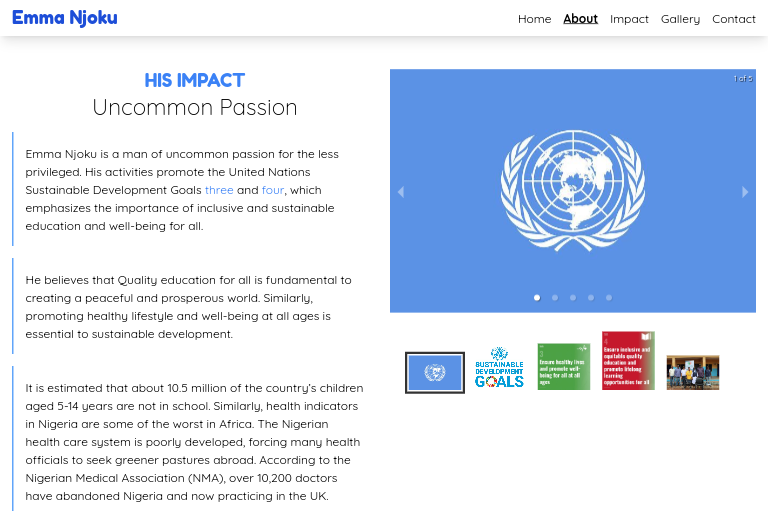 Emma Njoku
Home About Impact Gallery Contact
HIS IMPACT
Uncommon Passion
Emma Njoku is a man of uncommon passion for the less
privileged. His activities promote the United Nations
Sustainable Development Goals three and four, which
emphasizes the importance of inclusive and sustainable
education and well-being for all.
He believes that Quality education for all is fundamental to
creating a peaceful and prosperous world. Similarly,
promoting healthy lifestyle and well-being at all ages is
essential to sustainable development.
It is estimated that about 10.5 million of the country's children
aged 5-14 years are not in school. Similarly, health indicators
in Nigeria are some of the worst in Africa. The Nigerian
health care system is poorly developed, forcing many health
officials to seek greener pastures abroad. According to the
Nigerian Medical Association (NMA), over 10,200 doctors
have abandoned Nigeria and now practicing in the UK.
1 of 5
SUSTAINABLE
DEVELOPMENT
GOALS
3
Ensure healthy lives
and promote well-
being for all at all
ages
4
Ensure inclusive and
equitable quality
education and
promote lifelong
learning
opportunities for all